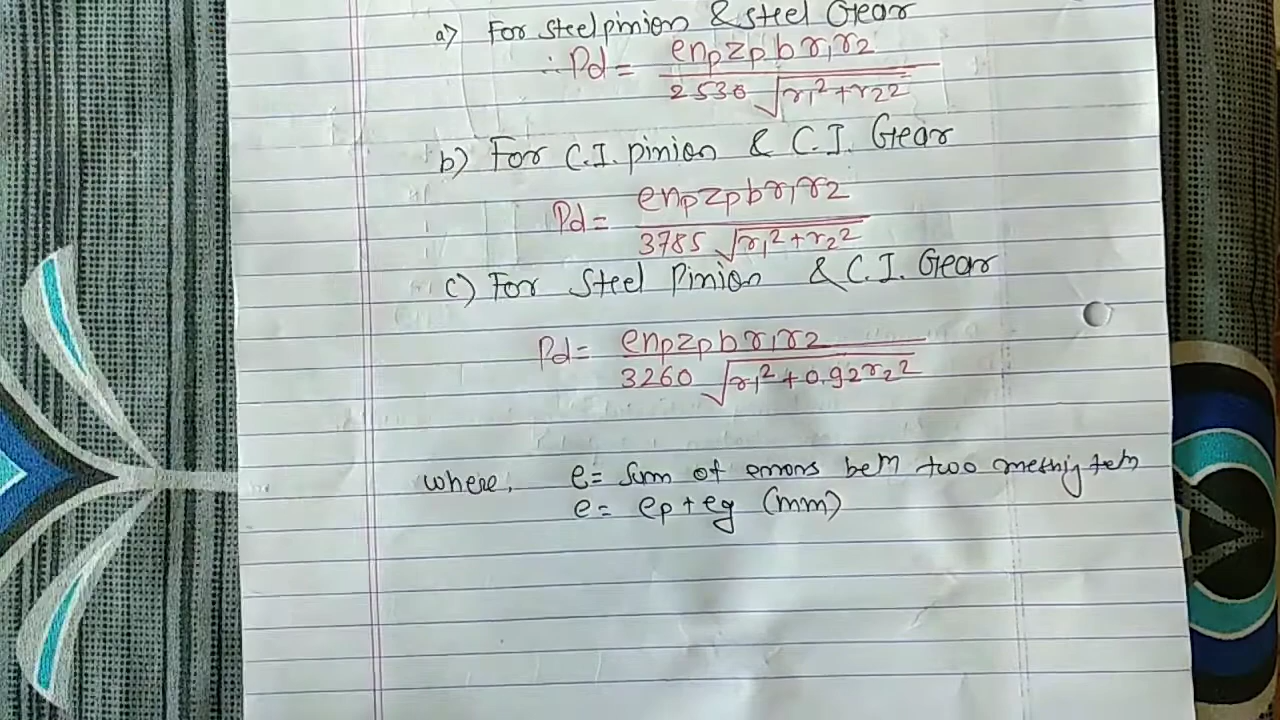 a) For steel pinion & steel Gear
∴ Pd = enpzpbr₁r₂ / 2530 √r₁²+r₂²
b) For C.I. pinion & C.I. Gear
Pd = enpzpbr₁r₂ / 3785 √r₁²+r₂²
c) For Steel Pinion & C.I. Gear
Pd = enpzpbr₁r₂ / 3260 √r₁²+0.92r₂²
where, e = sum of errors betn two meshing teeth
e = ep+eg (mm)